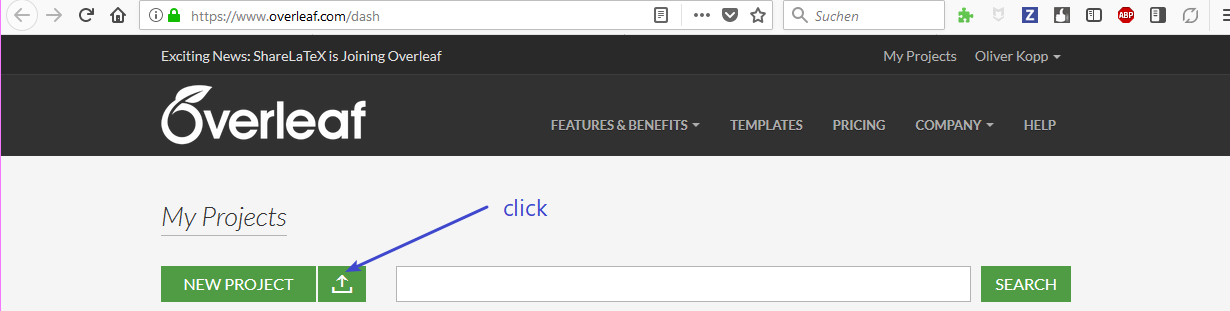 https://www.overleaf.com/dash
Suchen
Z
ABP
Exciting News: ShareLaTeX is Joining Overleaf
My Projects
Oliver Kopp
Overleaf
FEATURES & BENEFITS
TEMPLATES
PRICING
COMPANY
HELP
click
My Projects
NEW PROJECT
SEARCH